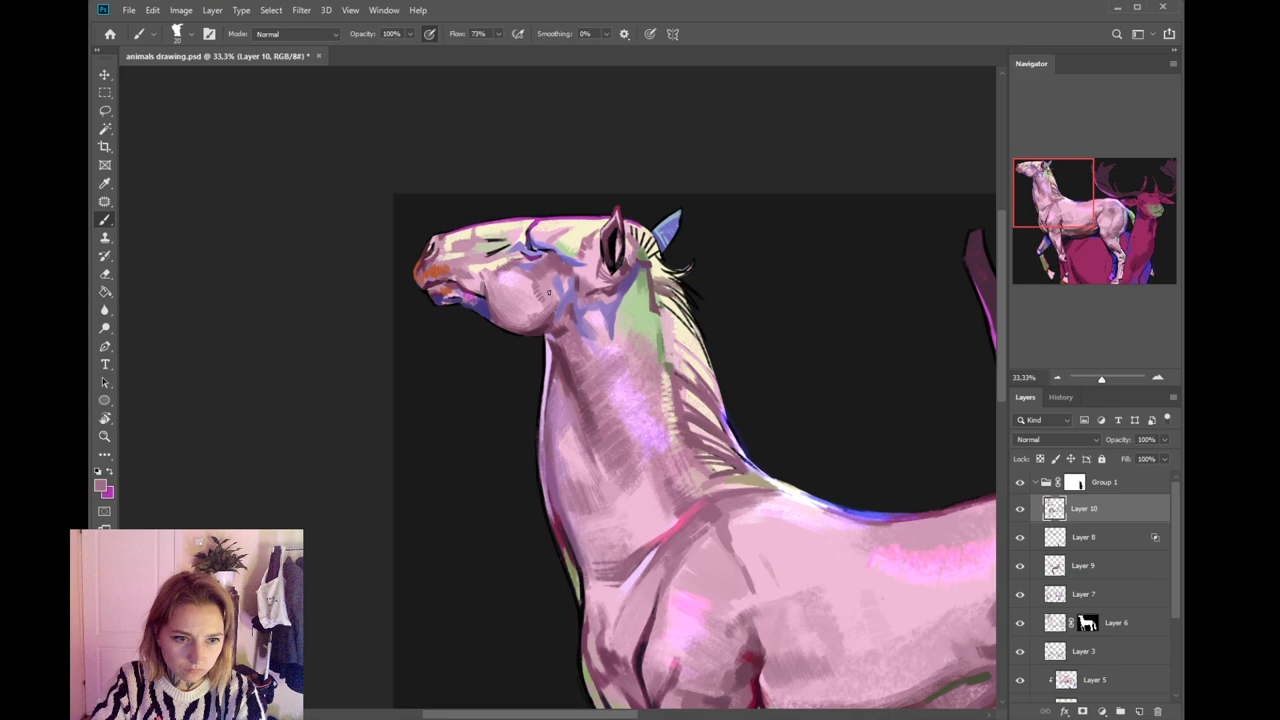 Ps File Edit Image Layer Type Select Filter 3D View Window Help
20 Mode: Normal Opacity: 100% Flow: 73% Smoothing: 0%
animals drawing.psd @ 33,3% (Layer 10, RGB/8#) *
Navigator
33,33%
Layers History
Kind
Normal Opacity: 100%
Lock: Fill: 100%
Group 1
Layer 10
Layer 8
Layer 9
Layer 7
Layer 6
Layer 3
Layer 5